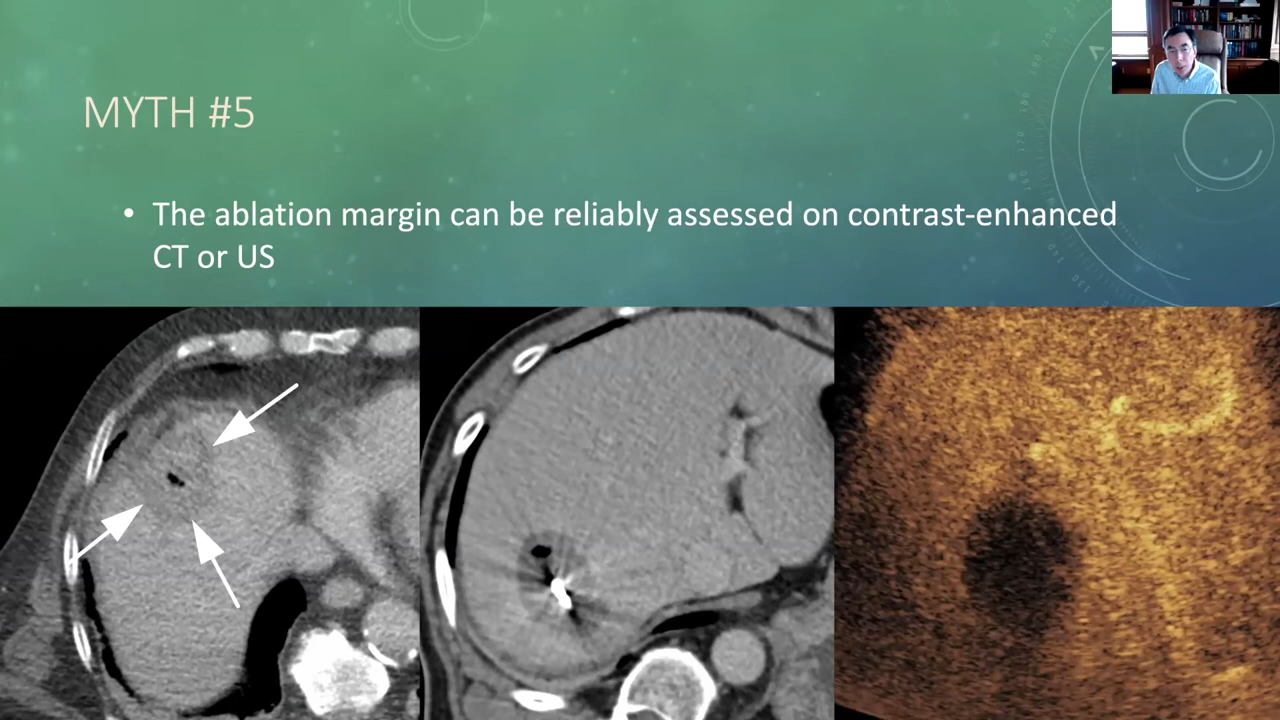 MYTH #5
• The ablation margin can be reliably assessed on contrast-enhanced
CT or US